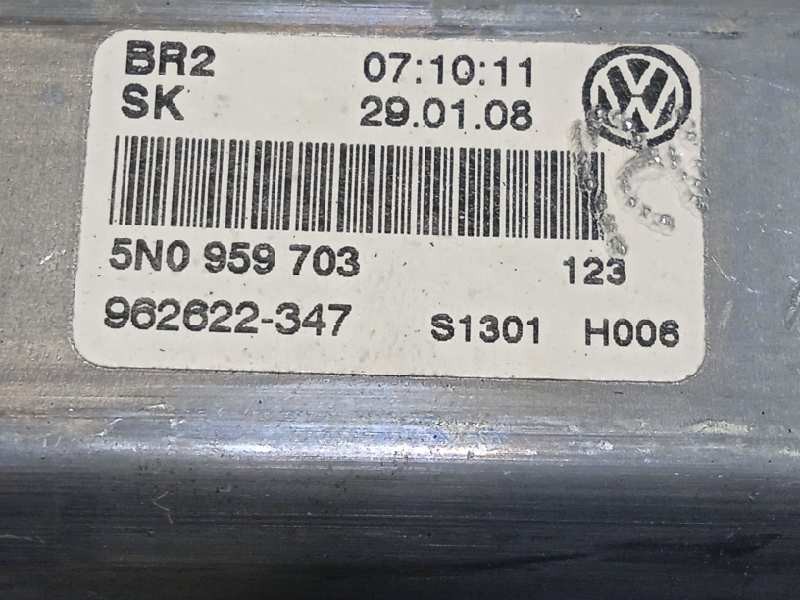 BR2 07:10:11
SK 29.01.08
5N0 959 703 123
962622-347 S1301 H006